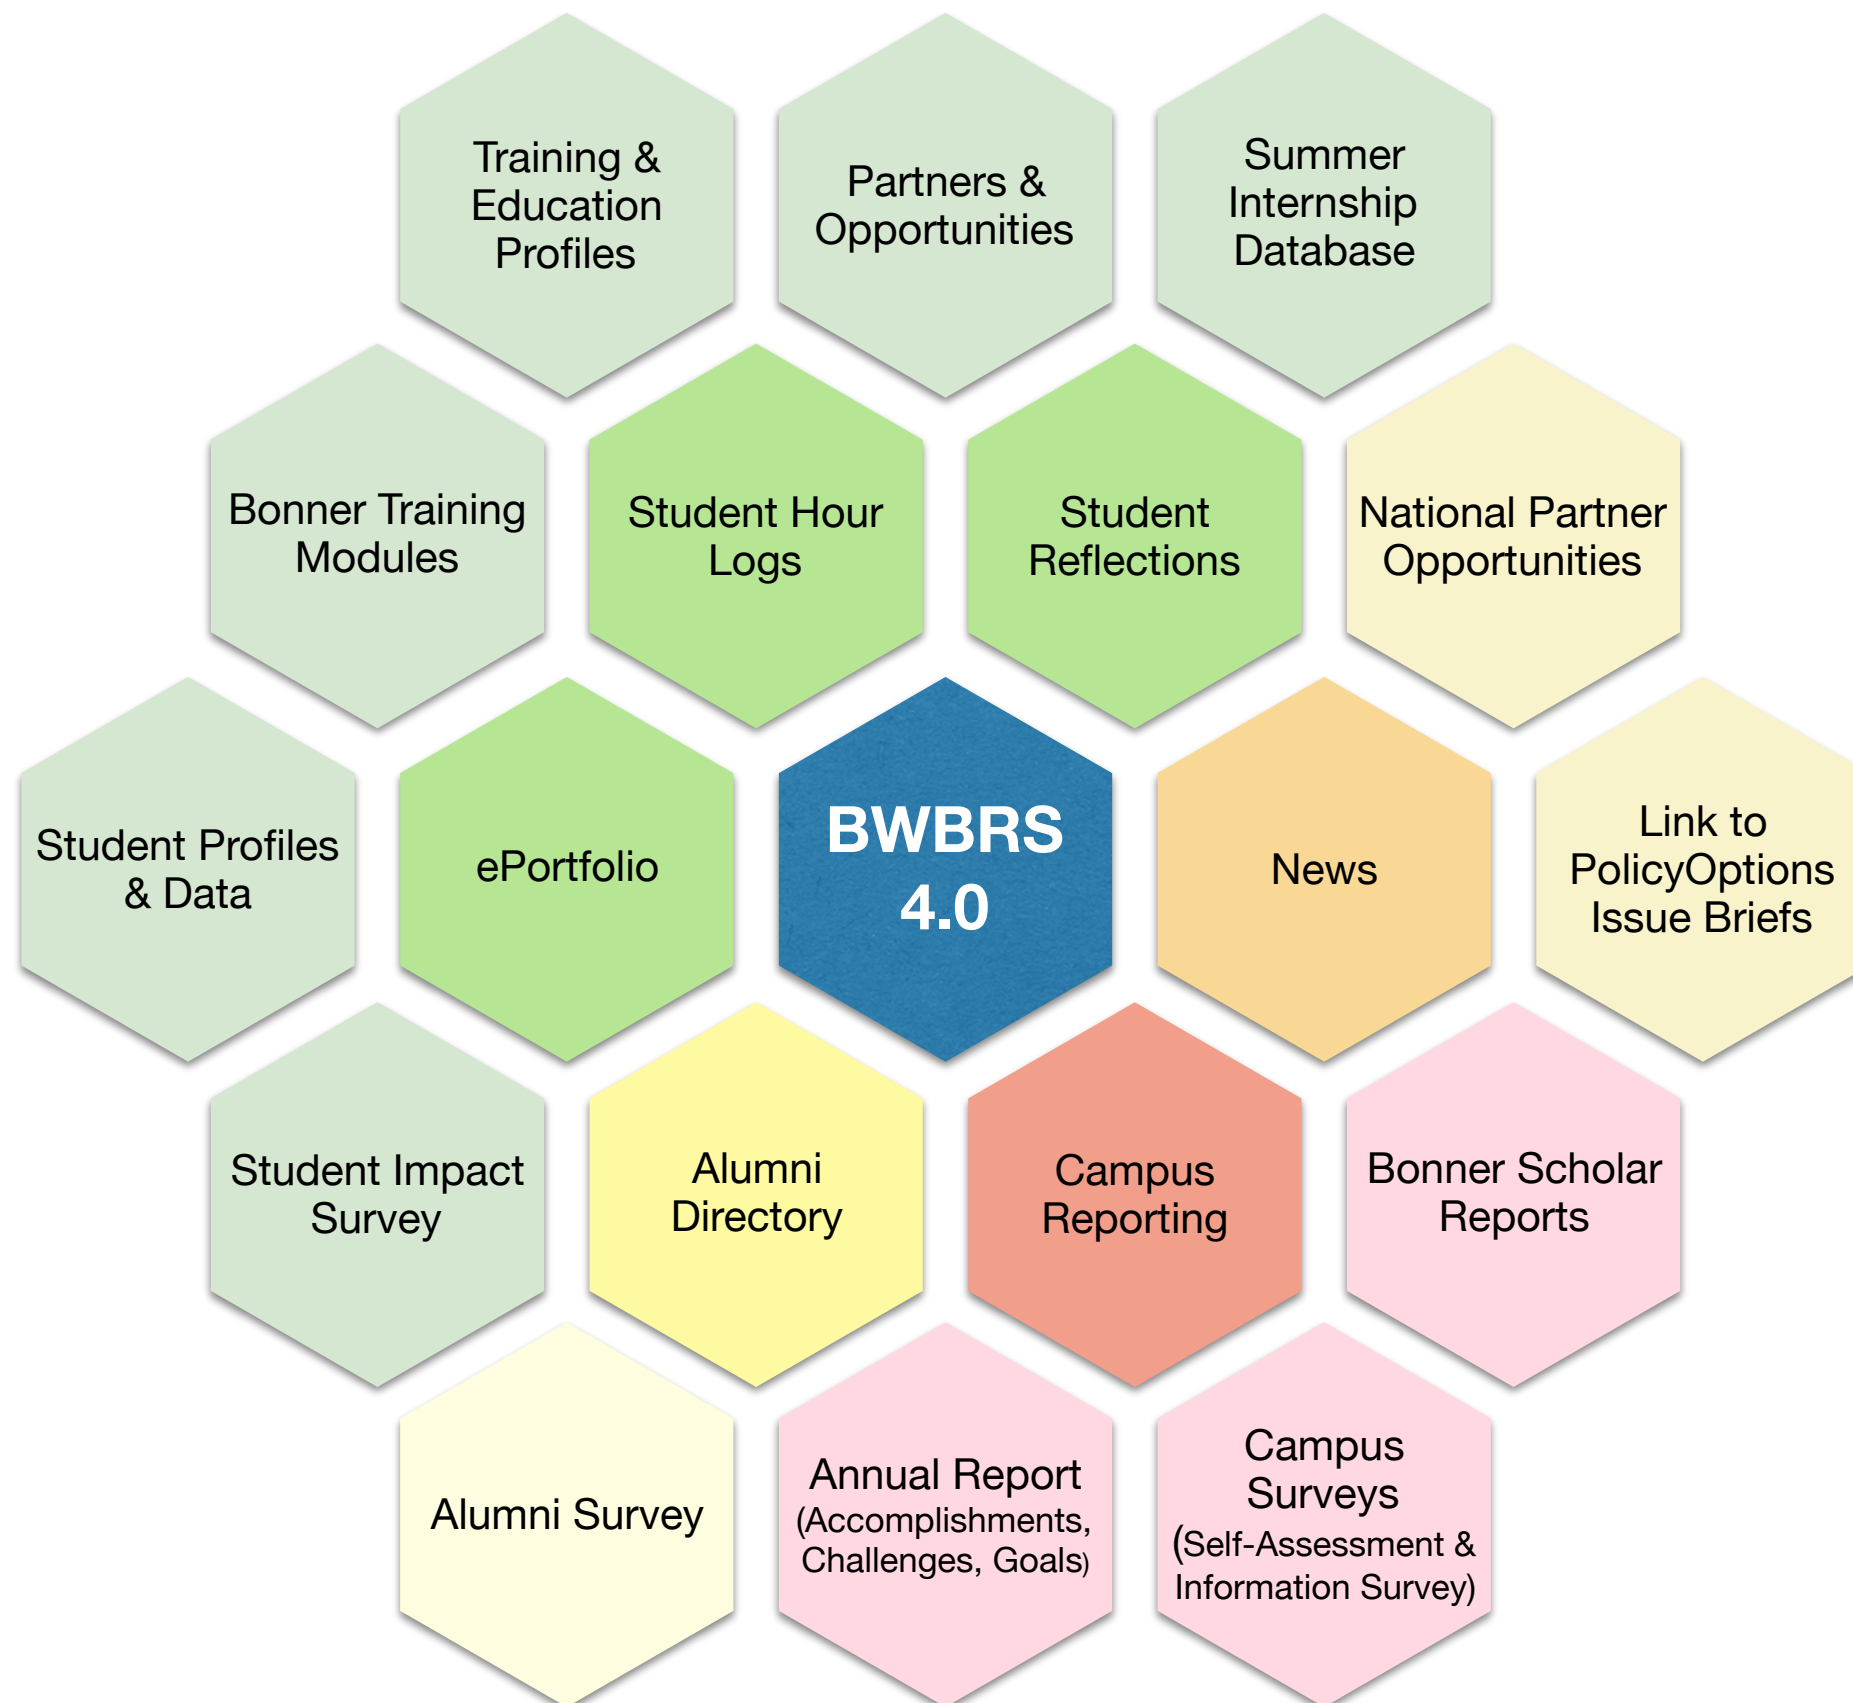 Training &
Education
Profiles
Partners &
Opportunities
Summer
Internship
Database
Bonner Training
Modules
Student Hour
Logs
Student
Reflections
National Partner
Opportunities
Student Profiles
& Data
ePortfolio
BWBRS
4.0
News
Link to
PolicyOptions
Issue Briefs
Student Impact
Survey
Alumni
Directory
Campus
Reporting
Bonner Scholar
Reports
Alumni Survey
Annual Report
(Accomplishments,
Challenges, Goals)
Campus
Surveys
(Self-Assessment &
Information Survey)